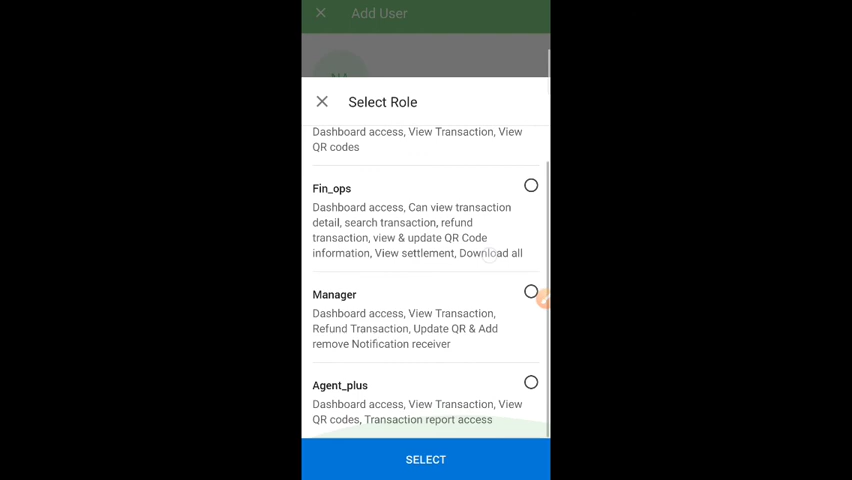 Add User
Select Role
Dashboard access, View Transaction, View
QR codes
Fin_ops
Dashboard access, Can view transaction
detail, search transaction, refund
transaction, view & update QR Code
information, View settlement, Download all
Manager
Dashboard access, View Transaction,
Refund Transaction, Update QR & Add
remove Notification receiver
Agent_plus
Dashboard access, View Transaction, View
QR codes, Transaction report access
SELECT